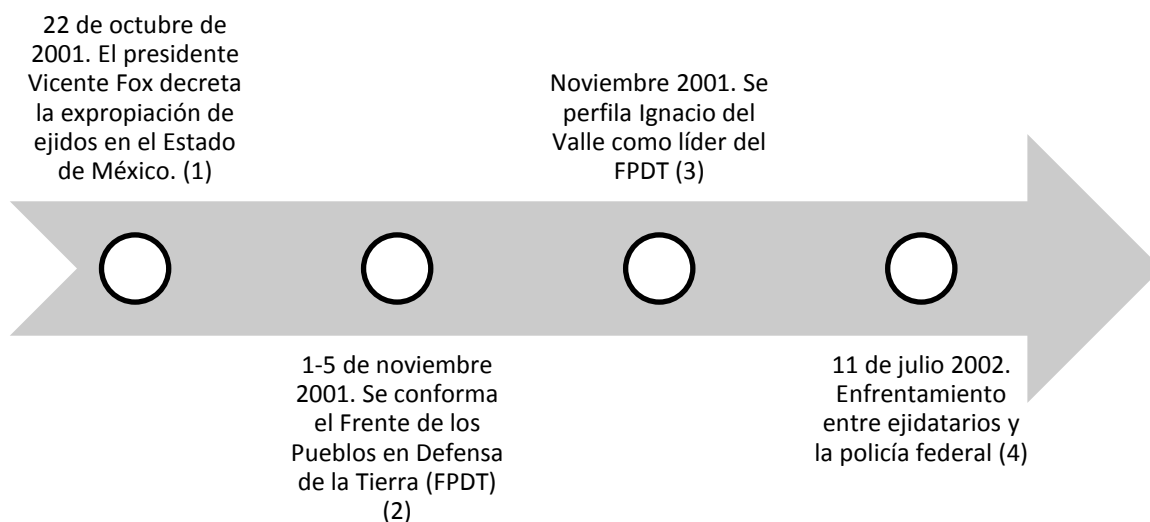 22 de octubre de
2001. El presidente
Vicente Fox decreta
la expropiación de
ejidos en el Estado
de México. (1)
1-5 de noviembre
2001. Se conforma
el Frente de los
Pueblos en Defensa
de la Tierra (FPDT)
(2)
Noviembre 2001. Se
perfila Ignacio del
Valle como líder del
FPDT (3)
11 de julio 2002.
Enfrentamiento
entre ejidatarios y
la policía federal (4)